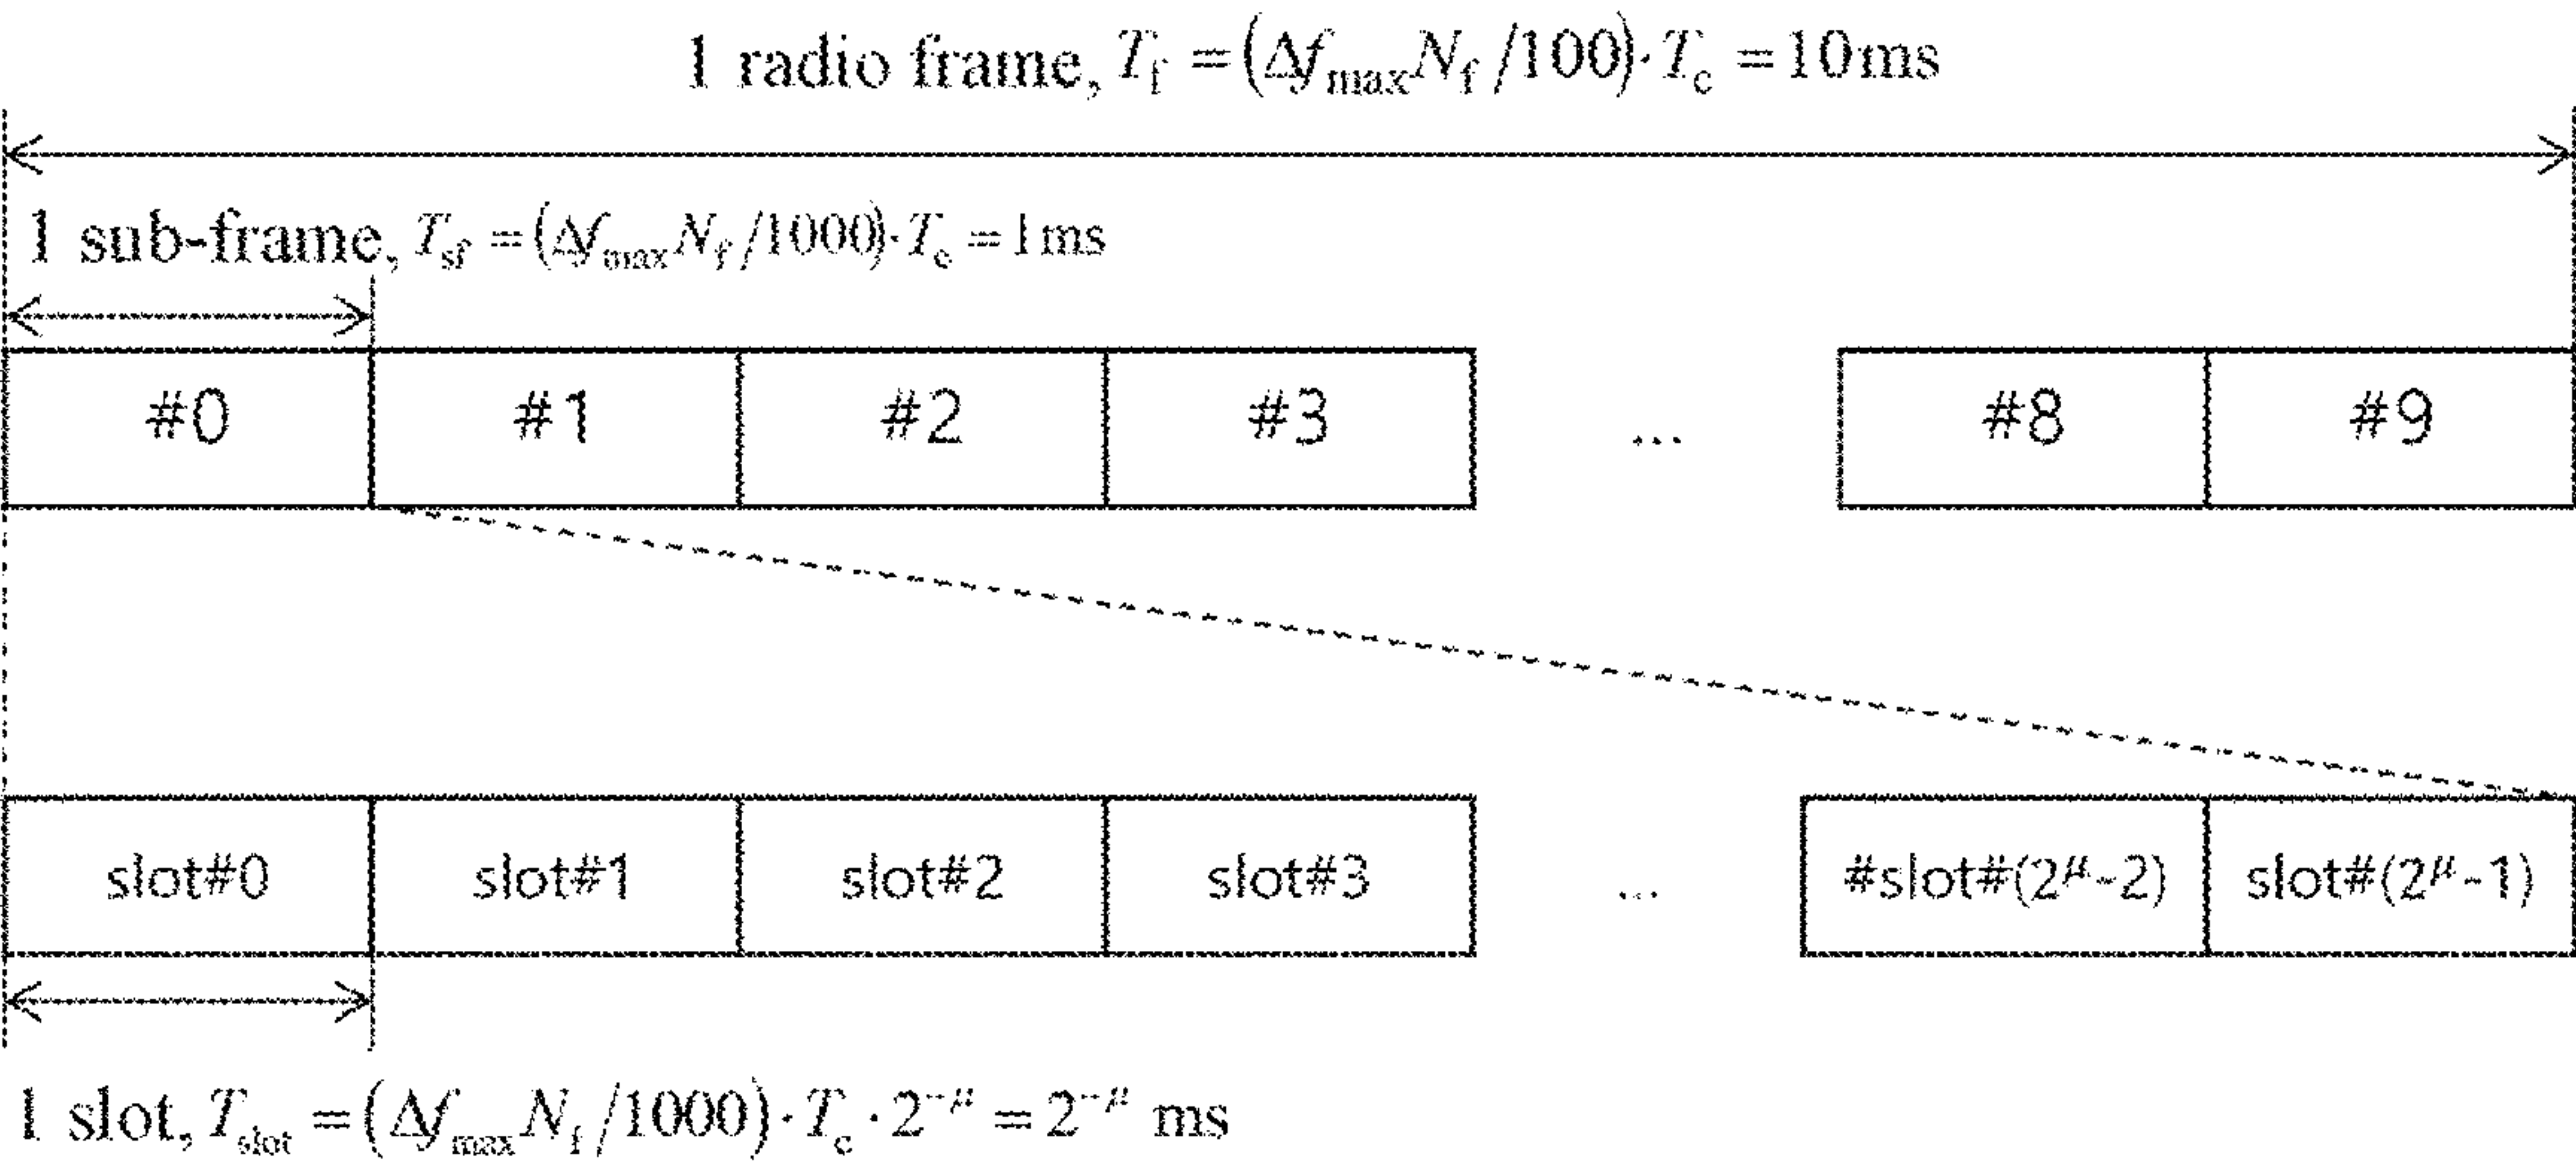 1 radio frame, T_f = (Δf_max N_f /100)· T_c = 10ms
1 sub-frame, T_sf = (Δf_max N_f /1000)· T_c = 1ms
#0 #1 #2 #3 ... #8 #9
slot#0 slot#1 slot#2 slot#3 ... #slot#(2^μ-2) slot#(2^μ-1)
1 slot, T_slot = (Δf_max N_f /1000)· T_c · 2^-μ = 2^-μ ms